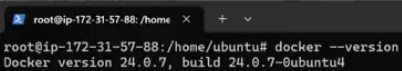 root@ip-172-31-57-88: /home
root@ip-172-31-57-88:/home/ubuntu# docker --version
Docker version 24.0.7, build 24.0.7-0ubuntu4